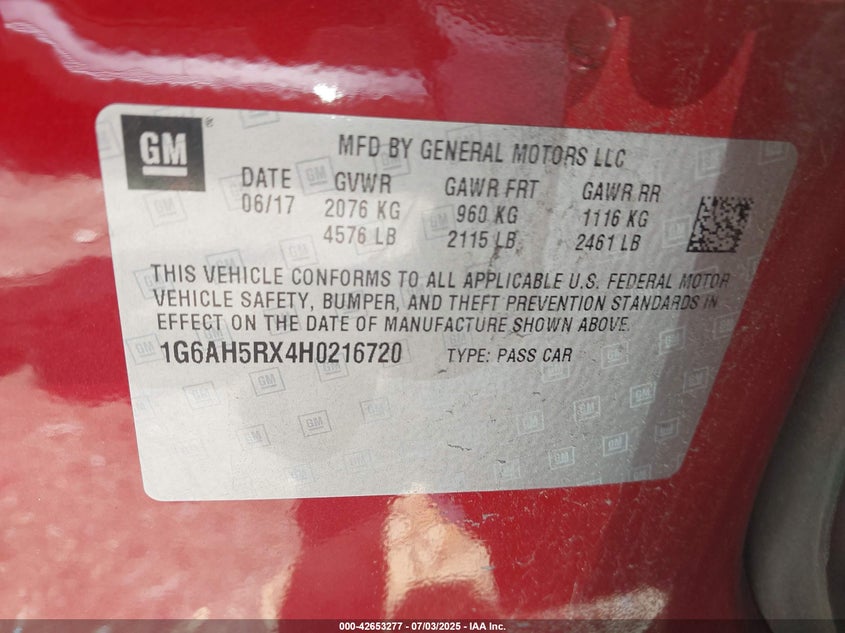 GM ®
MFD BY GENERAL MOTORS LLC
DATE GVWR GAWR FRT GAWR RR
06/17 2076 KG 960 KG 1116 KG
4576 LB 2115 LB 2461 LB
THIS VEHICLE CONFORMS TO ALL APPLICABLE U.S. FEDERAL MOTOR
VEHICLE SAFETY, BUMPER, AND THEFT PREVENTION STANDARDS IN
EFFECT ON THE DATE OF MANUFACTURE SHOWN ABOVE.
1G6AH5RX4H0216720 TYPE: PASS CAR
000-42653277 - 07/03/2025 - IAA Inc.